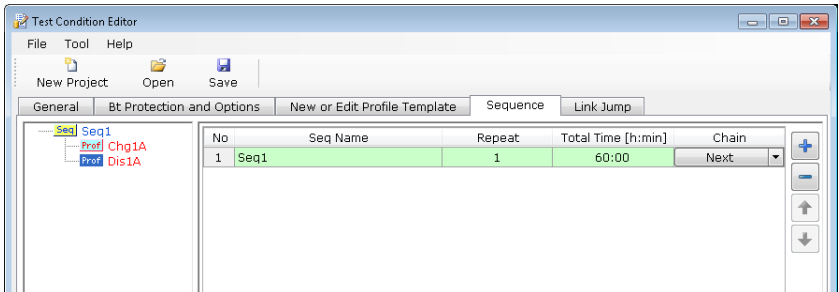 Test Condition Editor
File Tool Help
New Project Open Save
General Bt Protection and Options New or Edit Profile Template Sequence Link Jump
Seq Seq1
Prof Chg1A
Prof Dis1A
No Seq Name Repeat Total Time [h:min] Chain
1 Seq1 1 60:00 Next